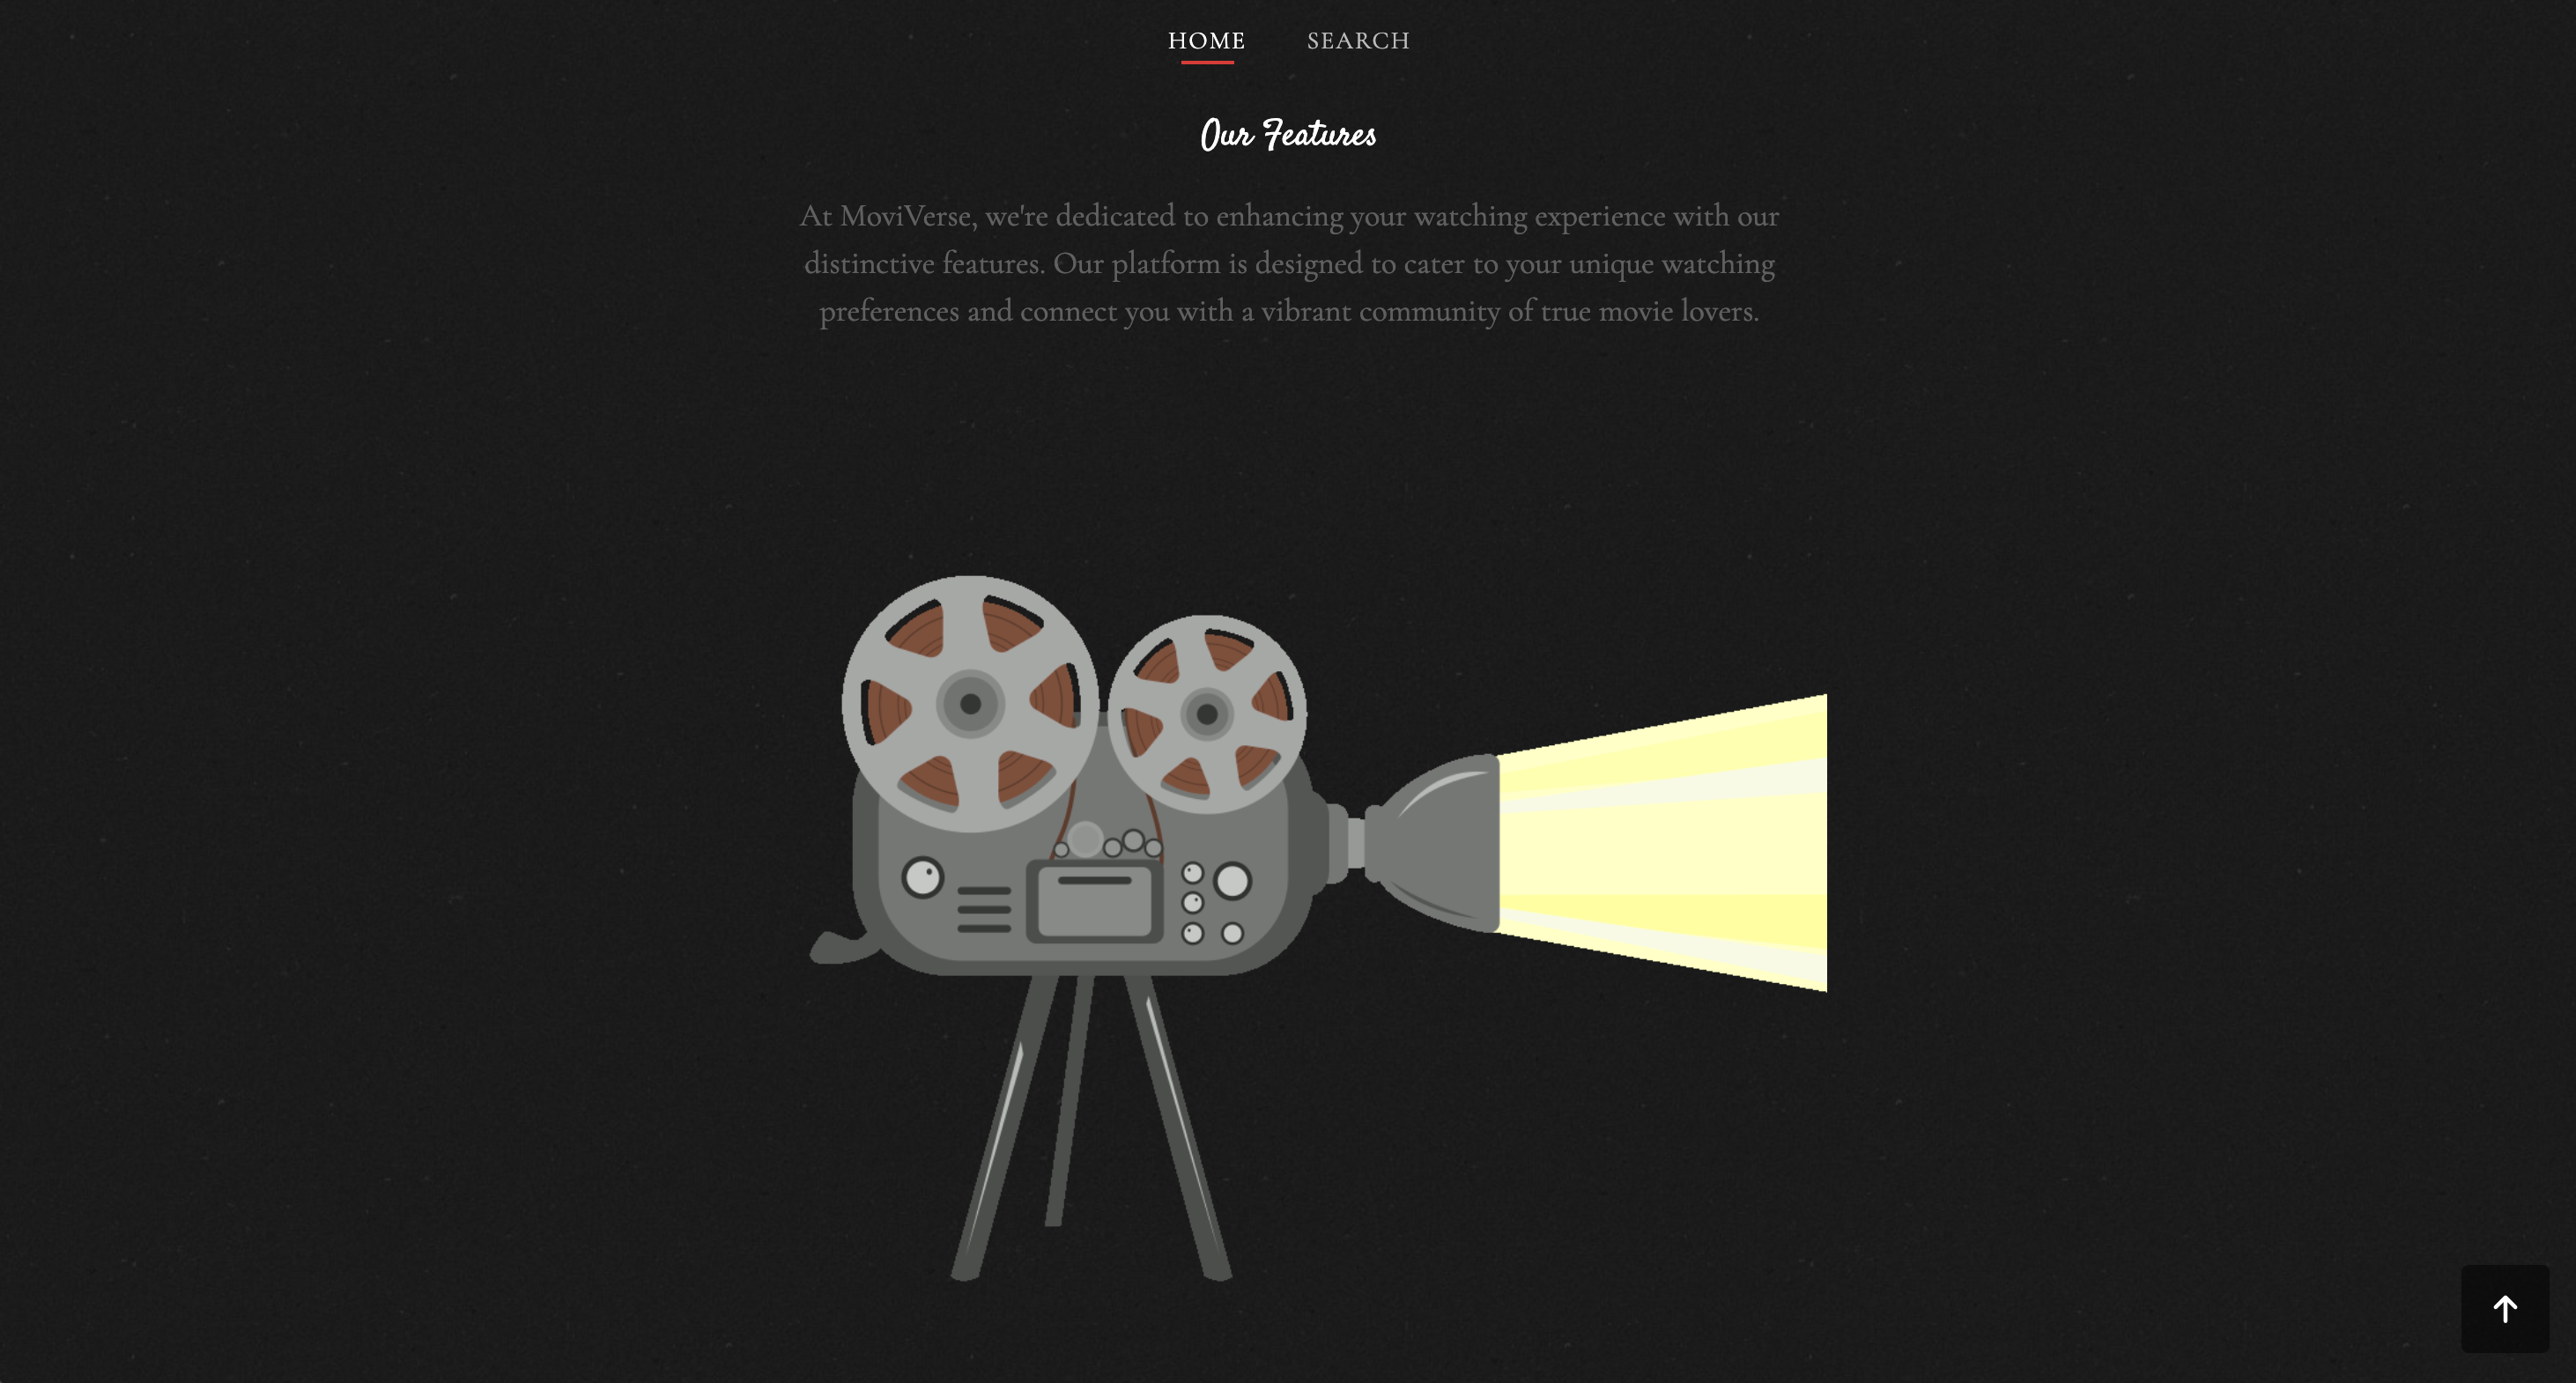 HOME SEARCH
Our Features
At MoviVerse, we're dedicated to enhancing your watching experience with our
distinctive features. Our platform is designed to cater to your unique watching
preferences and connect you with a vibrant community of true movie lovers.